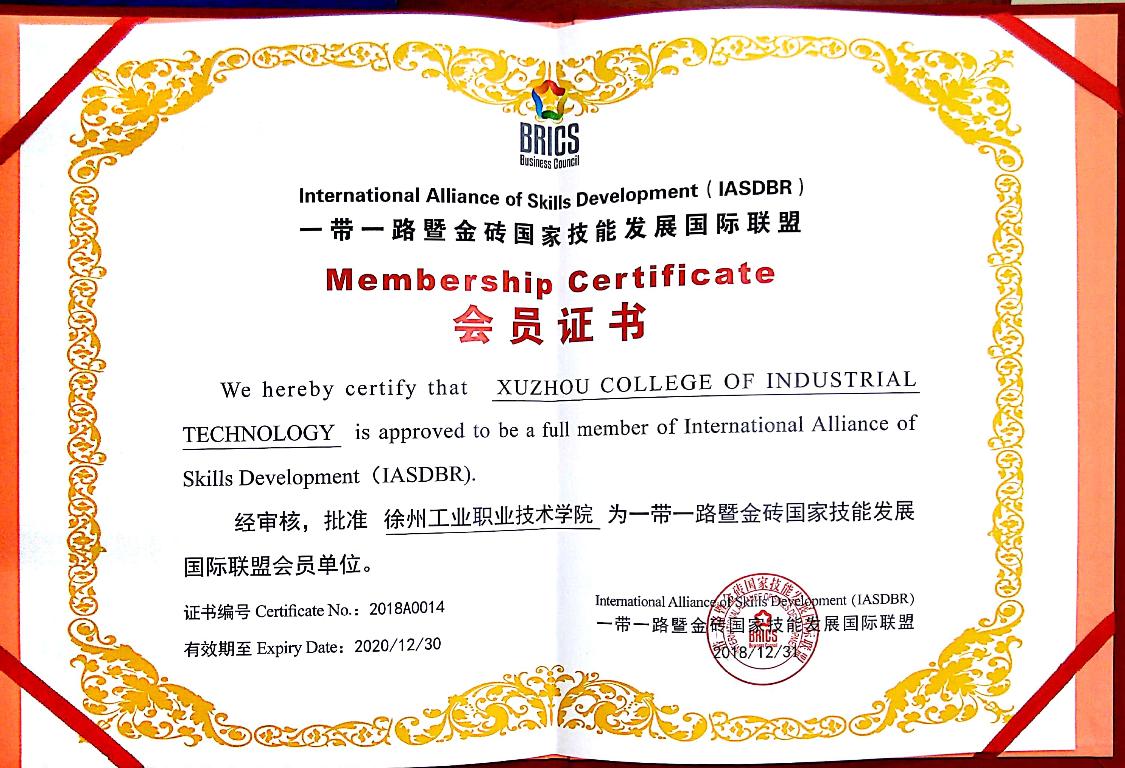 BRICS
Business Council
International Alliance of Skills Development ( IASDBR )
一带一路暨金砖国家技能发展国际联盟
Membership Certificate
会员证书
We hereby certify that XUZHOU COLLEGE OF INDUSTRIAL
TECHNOLOGY is approved to be a full member of International Alliance of
Skills Development（IASDBR).
经审核，批准 徐州工业职业技术学院 为一带一路暨金砖国家技能发展
国际联盟会员单位。
证书编号 Certificate No.：2018A0014
有效期至 Expiry Date：2020/12/30
International Alliance of Skills Development (IASDBR)
一带一路暨金砖国家技能发展国际联盟
BRICS
2018/12/31